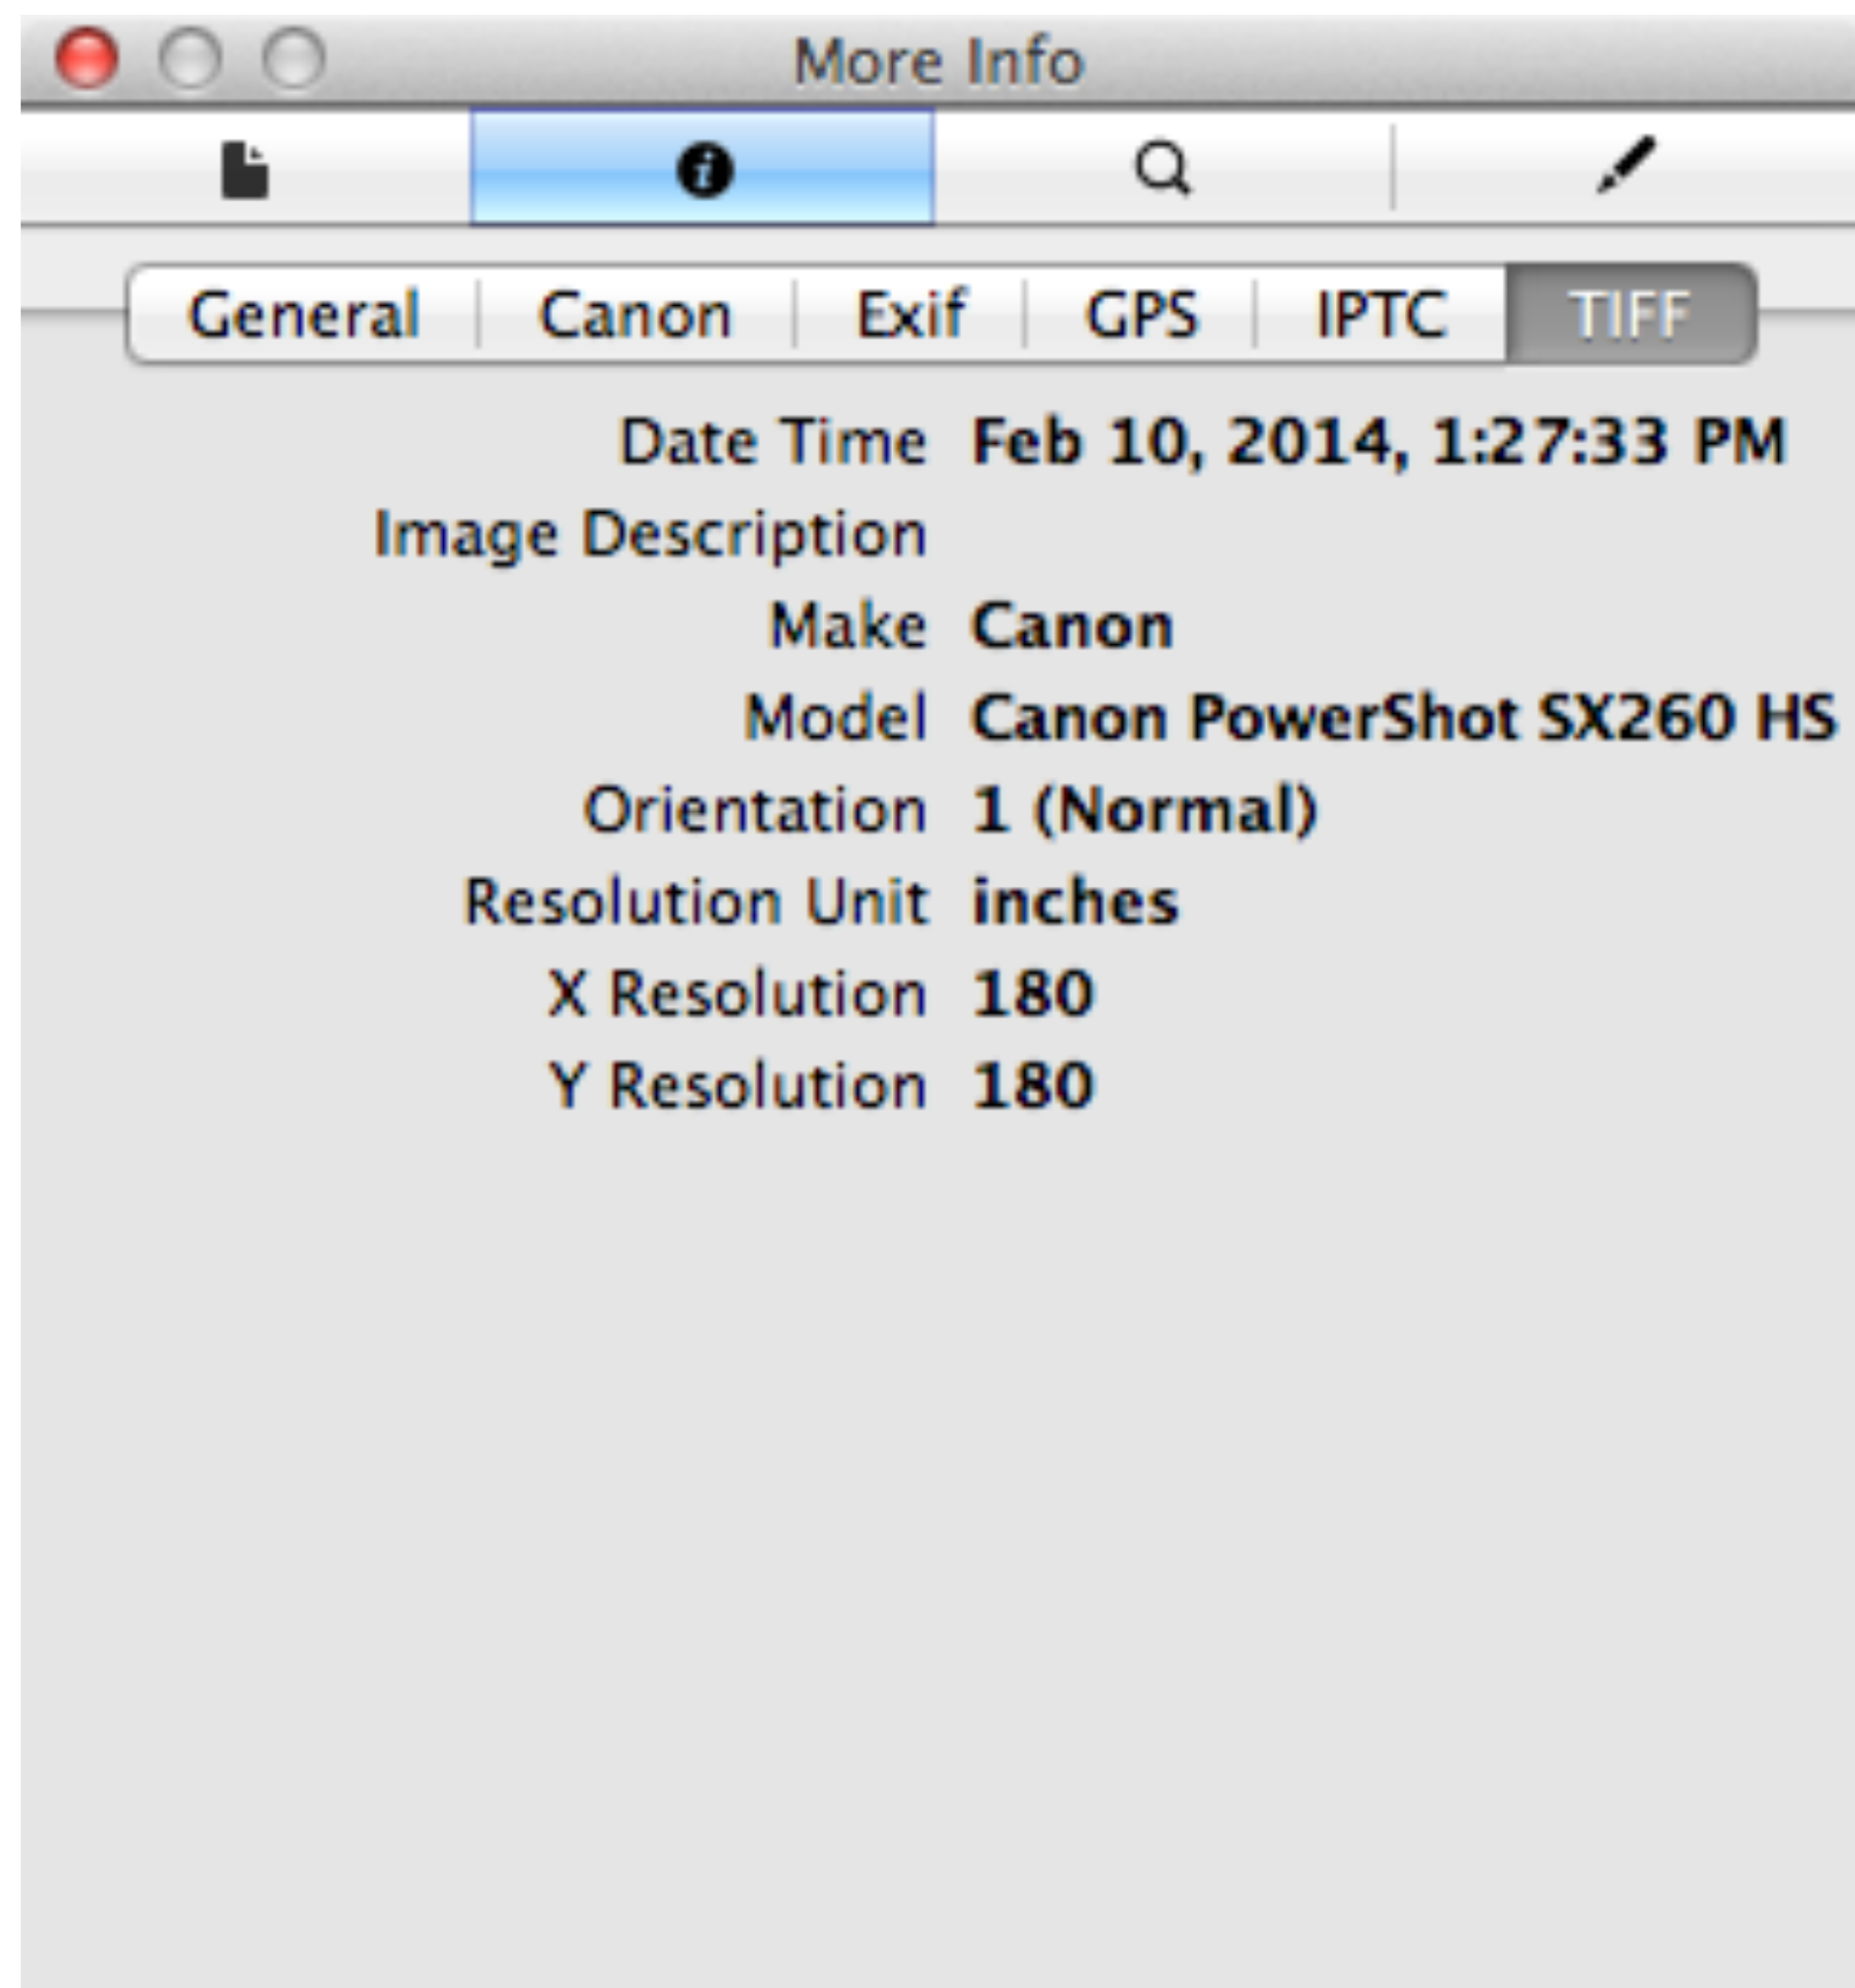 More Info
General Canon Exif GPS IPTC TIFF
Date Time Feb 10, 2014, 1:27:33 PM
Image Description
Make Canon
Model Canon PowerShot SX260 HS
Orientation 1 (Normal)
Resolution Unit inches
X Resolution 180
Y Resolution 180